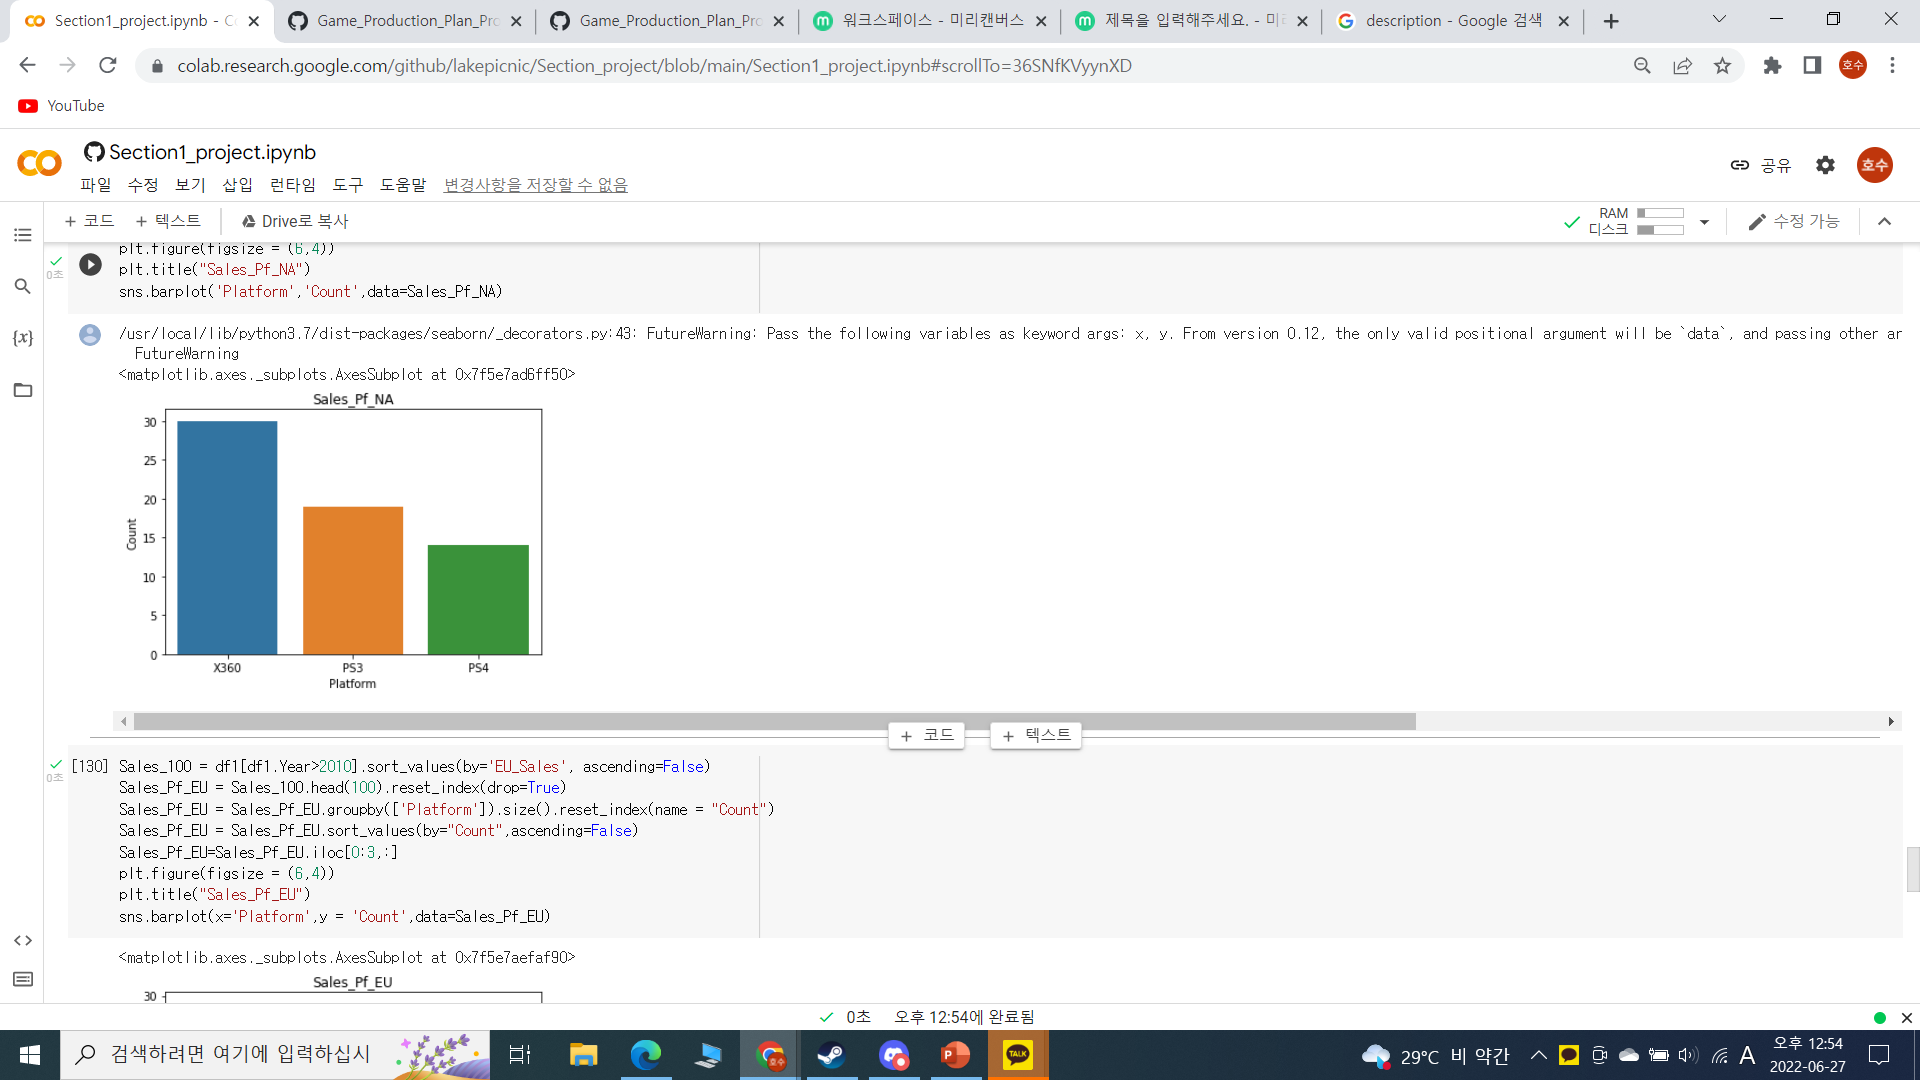 Section1_project.ipynb - C
Game_Production_Plan_Pro
Game_Production_Plan_Pro
워크스페이스 - 미리캔버스
제목을 입력해주세요. - 미리
description - Google 검색
colab.research.google.com/github/lakepicnic/Section_project/blob/main/Section1_project.ipynb#scrollTo=36SNfKVyynXD
호수
YouTube
Section1_project.ipynb
파일 수정 보기 삽입 런타임 도구 도움말 변경사항을 저장할 수 없음
공유
호수
+ 코드 + 텍스트 Drive로 복사
RAM
디스크
수정 가능
plt.figure(figsize = (6,4))
0초
plt.title("Sales_Pf_NA")
sns.barplot('Platform','Count',data=Sales_Pf_NA)
{x}
/usr/local/lib/python3.7/dist-packages/seaborn/_decorators.py:43: FutureWarning: Pass the following variables as keyword args: x, y. From version 0.12, the only valid positional argument will be `data`, and passing other ar
FutureWarning
<matplotlib.axes._subplots.AxesSubplot at 0x7f5e7ad6ff50>
Sales_Pf_NA
30
25
20
15
10
5
0
Count
X360 PS3 PS4
Platform
+ 코드 + 텍스트
0초
[130] Sales_100 = df1[df1.Year>2010].sort_values(by='EU_Sales', ascending=False)
Sales_Pf_EU = Sales_100.head(100).reset_index(drop=True)
Sales_Pf_EU = Sales_Pf_EU.groupby(['Platform']).size().reset_index(name = "Count")
Sales_Pf_EU = Sales_Pf_EU.sort_values(by="Count",ascending=False)
Sales_Pf_EU=Sales_Pf_EU.iloc[0:3,:]
plt.figure(figsize = (6,4))
plt.title("Sales_Pf_EU")
sns.barplot(x='Platform',y = 'Count',data=Sales_Pf_EU)
<matplotlib.axes._subplots.AxesSubplot at 0x7f5e7aefaf90>
Sales_Pf_EU
30
0초 오후 12:54에 완료됨
검색하려면 여기에 입력하십시
호수
TALK
29°C 비 약간
A
오후 12:54
2022-06-27